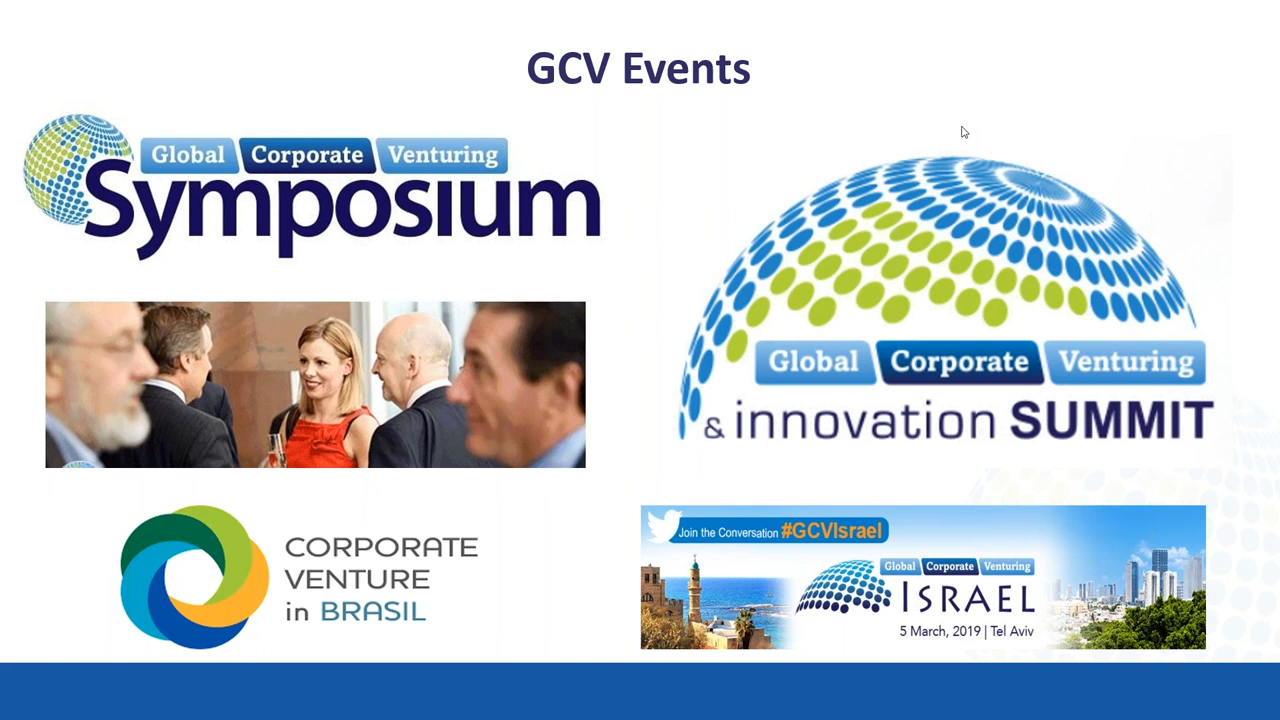 GCV Events
Global Corporate Venturing
Symposium
Global Corporate Venturing
& innovation SUMMIT
CORPORATE
VENTURE
in BRASIL
Join the Conversation #GCVIsrael
Global Corporate Venturing
ISRAEL
5 March, 2019 | Tel Aviv